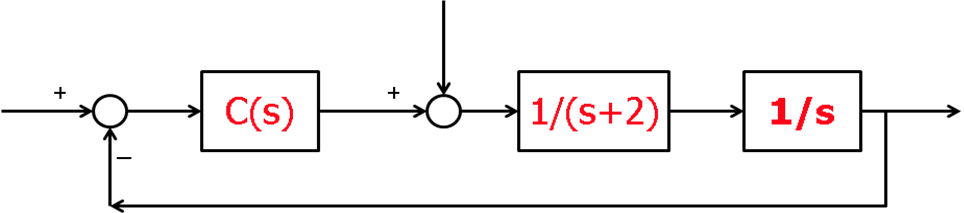 + C(s) + 1/(s+2) 1/s
−